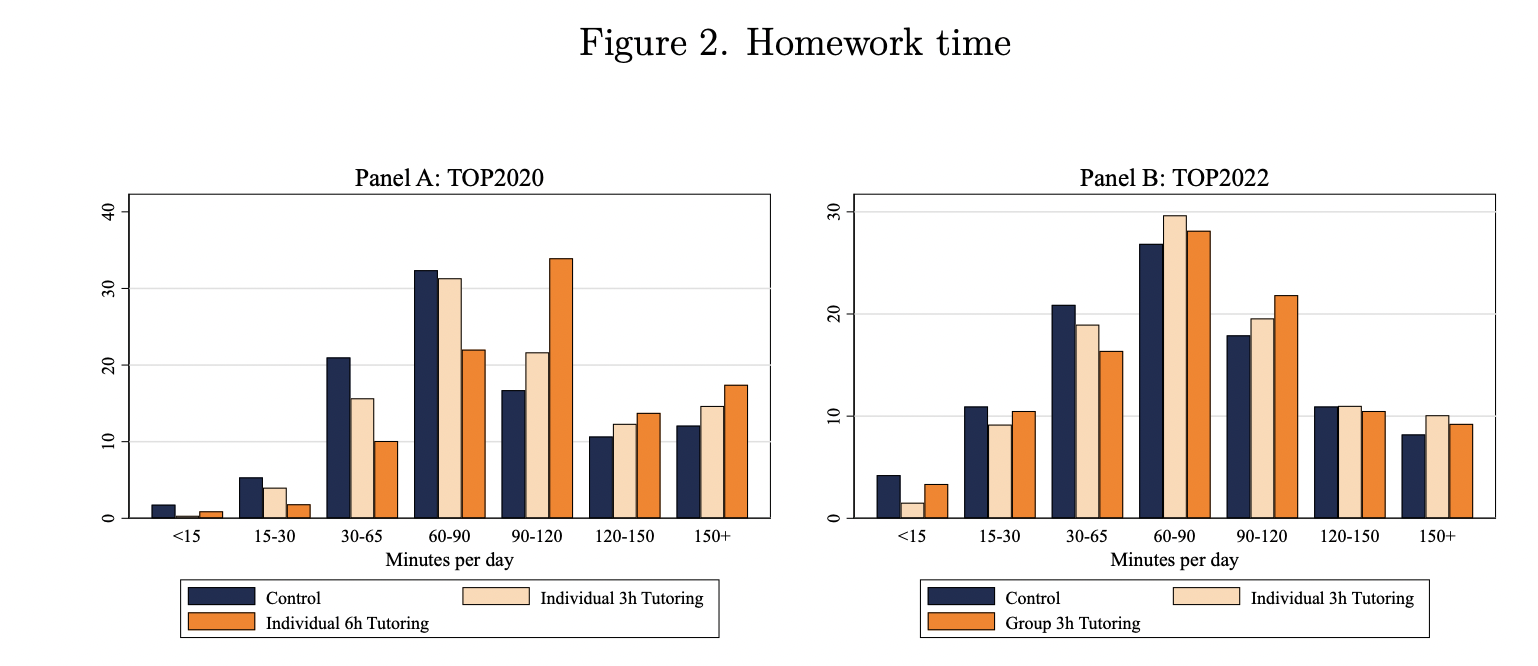 Figure 2. Homework time
Panel A: TOP2020
40
30
20
10
0
<15 15-30 30-65 60-90 90-120 120-150 150+
Minutes per day
Control Individual 3h Tutoring
Individual 6h Tutoring
Panel B: TOP2022
30
20
10
0
<15 15-30 30-65 60-90 90-120 120-150 150+
Minutes per day
Control Individual 3h Tutoring
Group 3h Tutoring